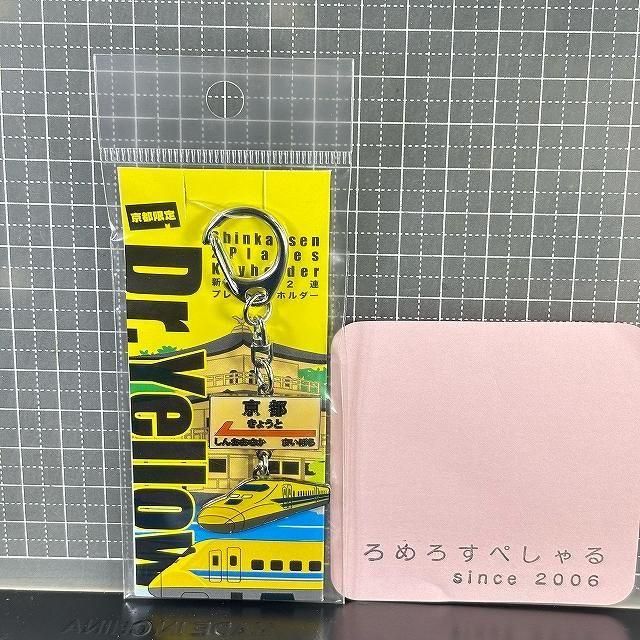 京都限定
Dr.Yellow
Shinkansen
Plates
Keyholder
新 2連
プレ ホルダー
京都
きょうと
しんおおさか まいばら
ろめろすぺしゃる
since 2006